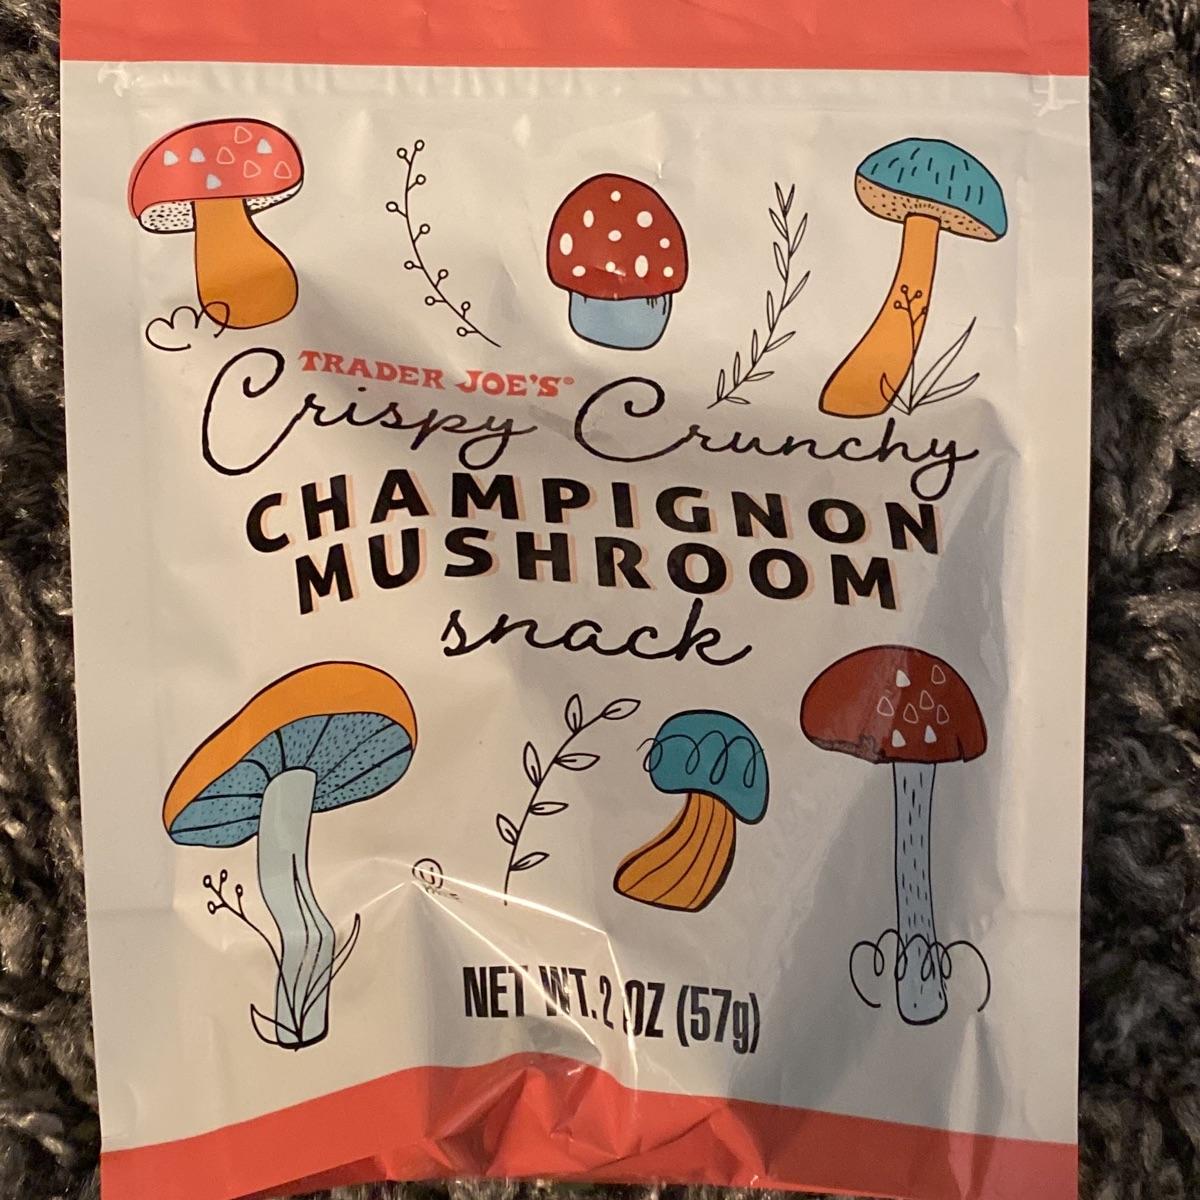 TRADER JOE'S®
Crispy Crunchy
CHAMPIGNON
MUSHROOM
snack
NET WT. 2 OZ (57g)